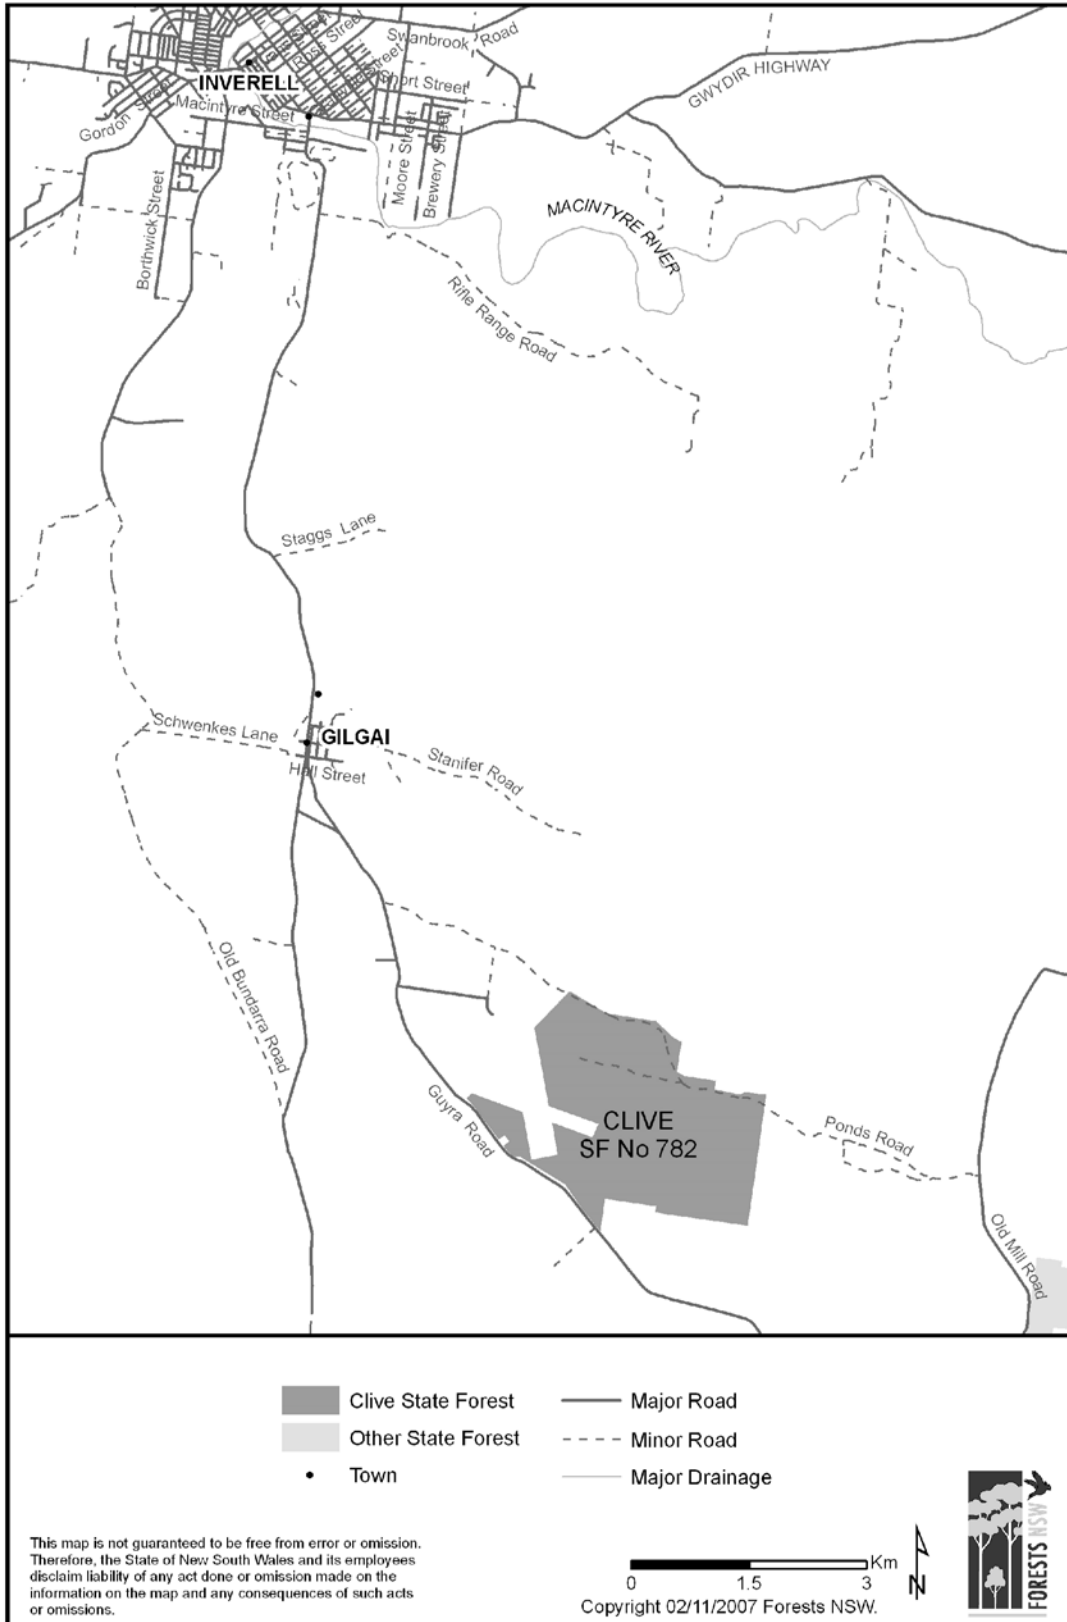 Swanbrook Road
Ross Street
GWYDIR HIGHWAY
INVERELL
Short Street
Macintyre Street
Gordon Street
Moore Street
Brewery Street
Borthwick Street
MACINTYRE RIVER
Rifle Range Road
Staggs Lane
Schwenkes Lane
GILGAI
Hall Street
Stanifer Road
Old Bundarra Road
Guyra Road
CLIVE
SF No 782
Ponds Road
Old Mill Road
Clive State Forest
Other State Forest
Town
Major Road
Minor Road
Major Drainage
This map is not guaranteed to be free from error or omission.
Therefore, the State of New South Wales and its employees
disclaim liability of any act done or omission made on the
information on the map and any consequences of such acts
or omissions.
Km
0 1.5 3
Copyright 02/11/2007 Forests NSW.
N
FORESTS NSW